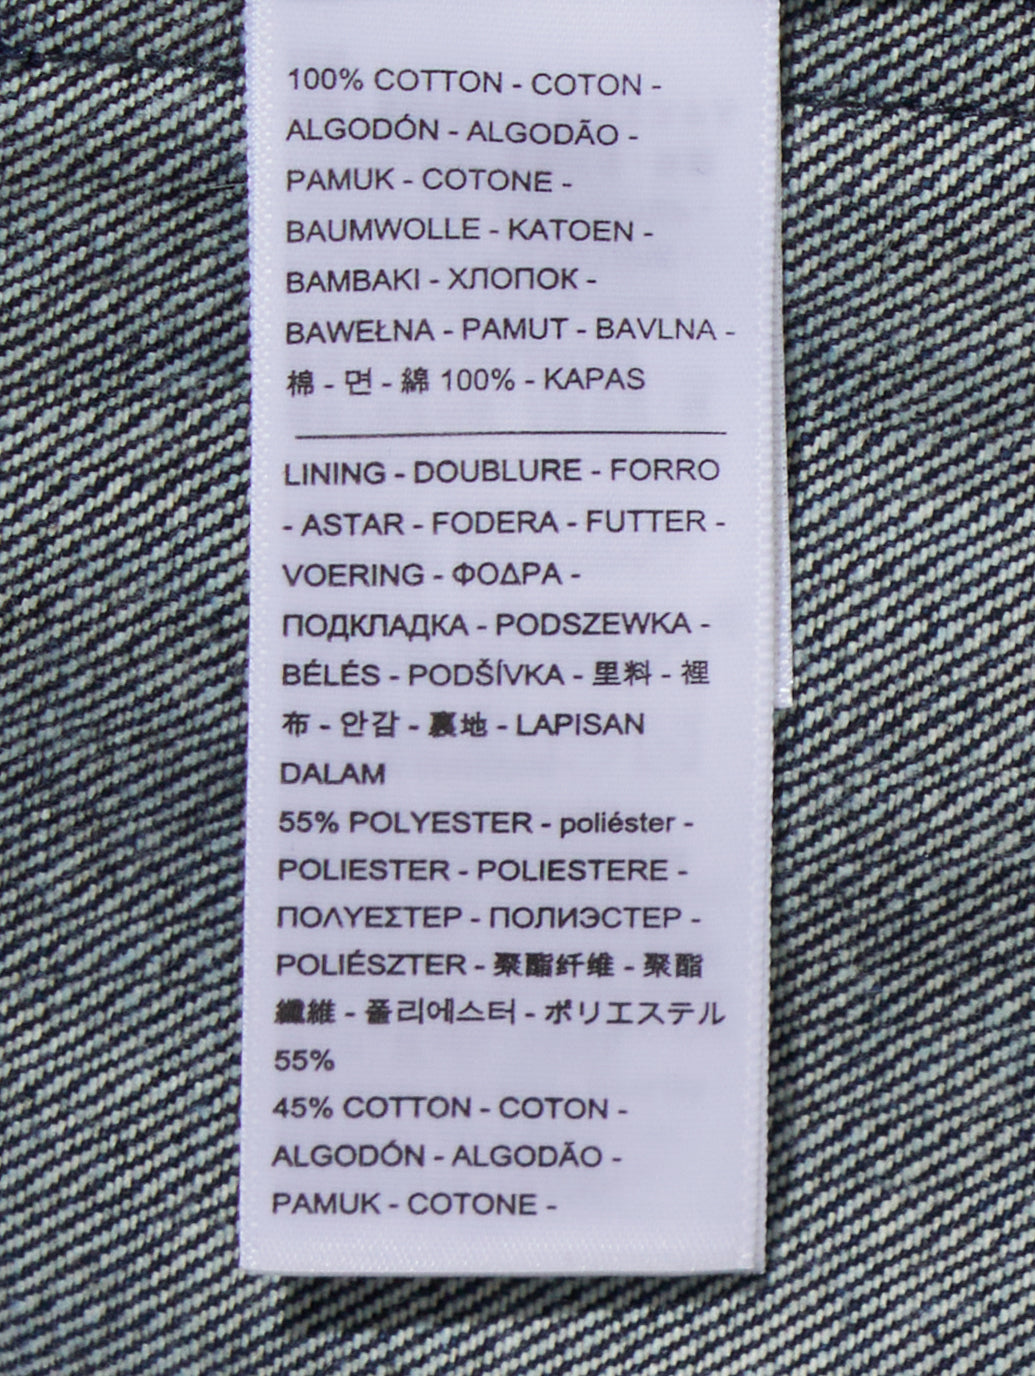 100% COTTON - COTON -
ALGODÓN - ALGODÃO -
PAMUK - COTONE -
BAUMWOLLE - KATOEN -
BAMBAKI - ХЛОПОК -
BAWEŁNA - PAMUT - BAVLNA -
棉 - 면 - 綿 100% - KAPAS
LINING - DOUBLURE - FORRO
- ASTAR - FODERA - FUTTER -
VOERING - ΦΟΔΡΑ -
ПОДКЛАДКА - PODSZEWKA -
BÉLÉS - PODŠÍVKA - 里料 - 裡
布 - 안감 - 裏地 - LAPISAN
DALAM
55% POLYESTER - poliéster -
POLIESTER - POLIESTERE -
ΠΟΛΥΕΣΤΕΡ - ПОЛИЭСТЕР -
POLIÉSZTER - 聚酯纤维 - 聚酯
纖維 - 폴리에스터 - ポリエステル
55%
45% COTTON - COTON -
ALGODÓN - ALGODÃO -
PAMUK - COTONE -